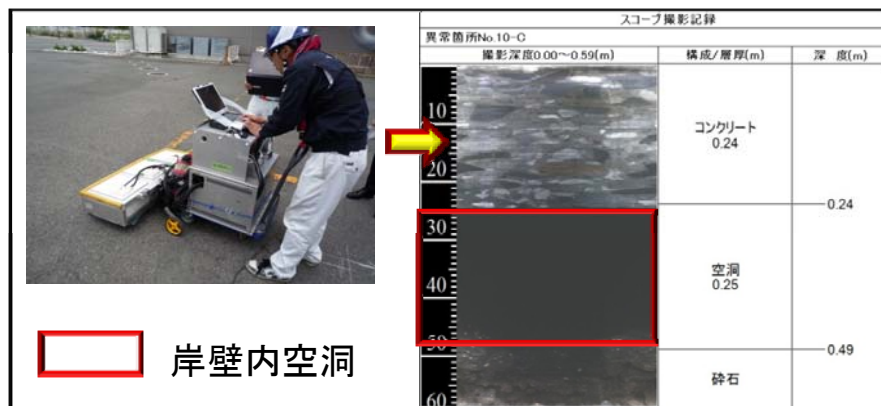 スコープ撮影記録
異常箇所No.10-C
撮影深度0.00～0.59(m)
構成/層厚(m)
深 度(m)
10
20
30
40
50
60
コンクリート
0.24
0.24
空洞
0.25
0.49
砕石
岸壁内空洞